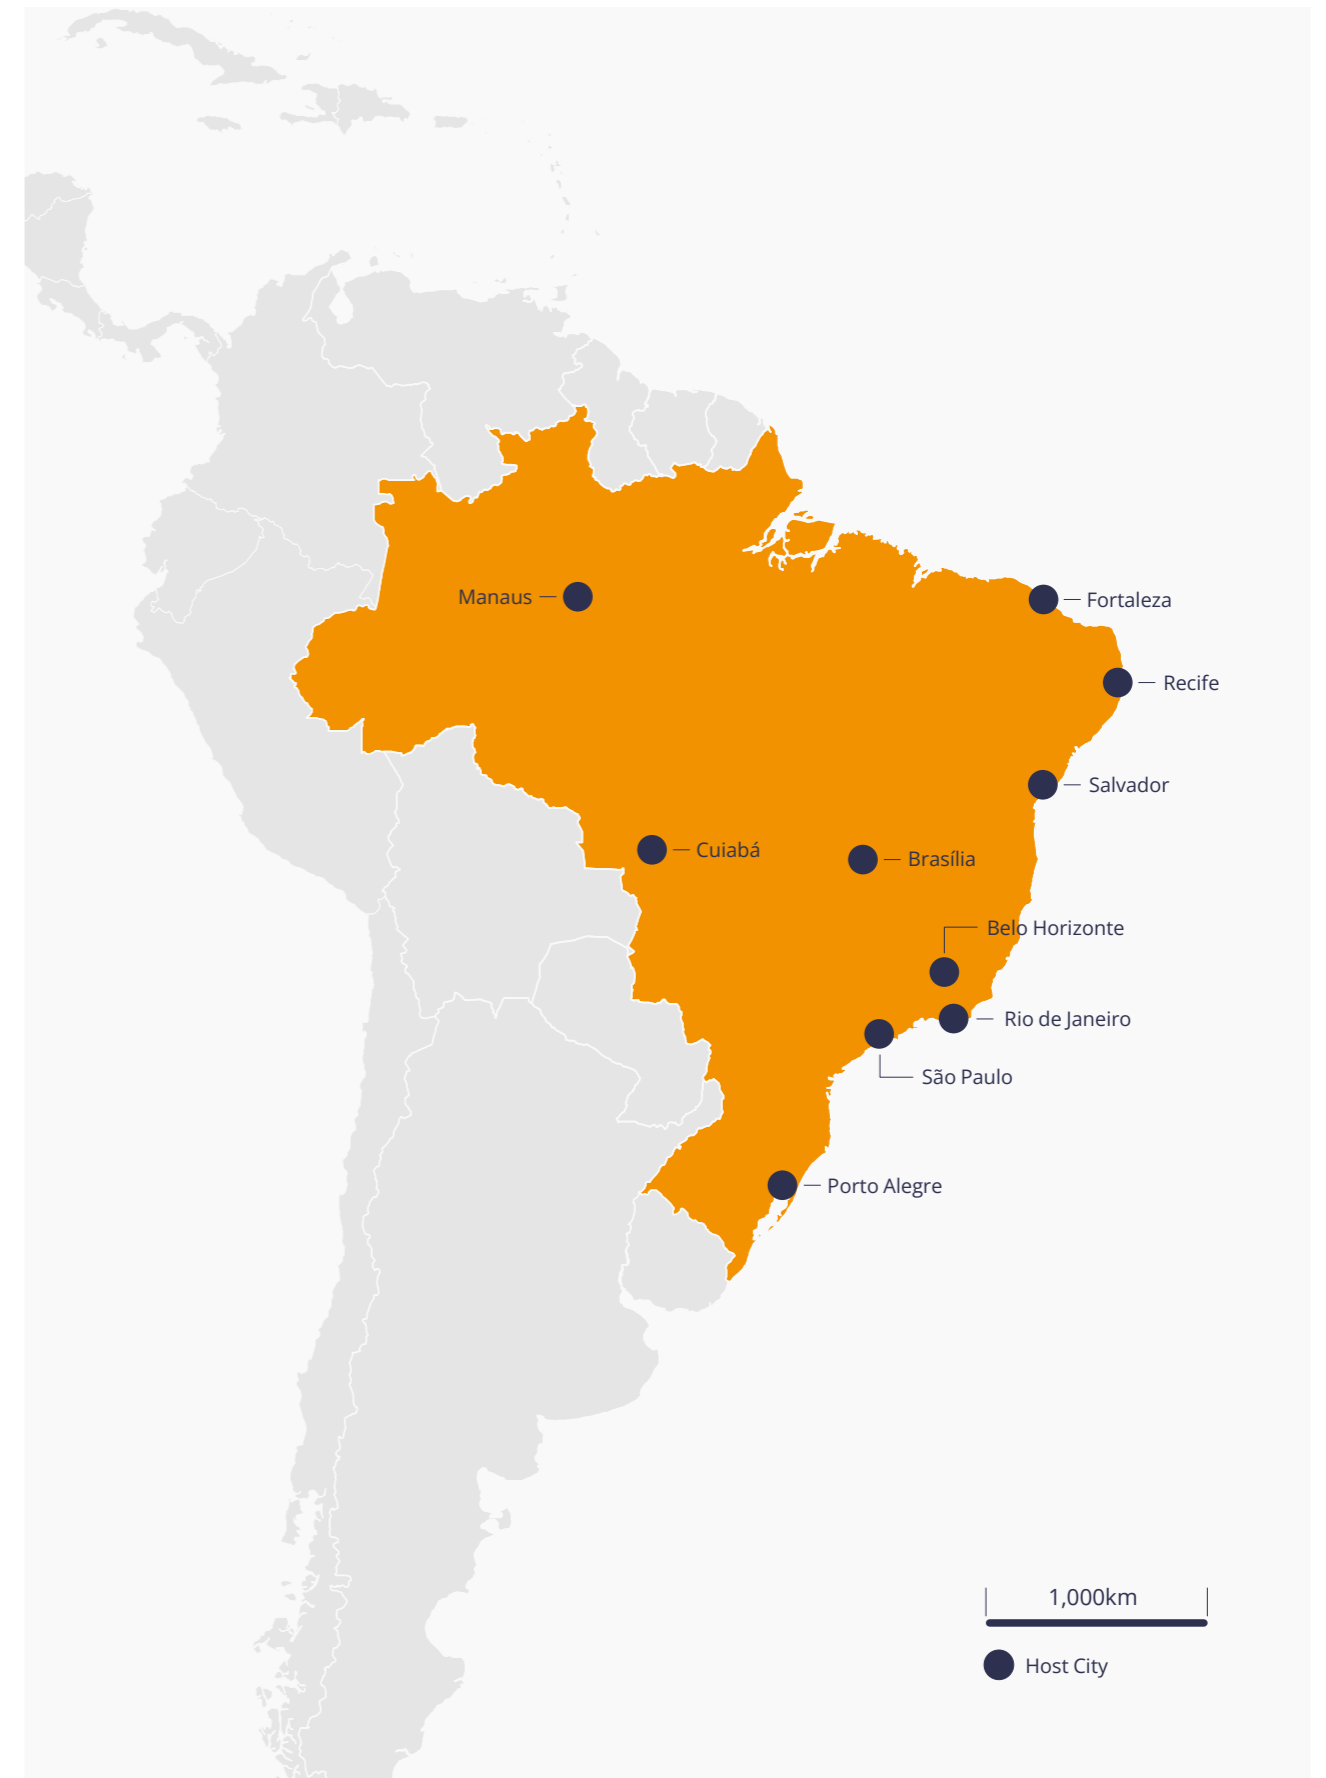 Manaus
Fortaleza
Recife
Salvador
Cuiabá
Brasília
Belo Horizonte
Rio de Janeiro
São Paulo
Porto Alegre
1,000km
Host City